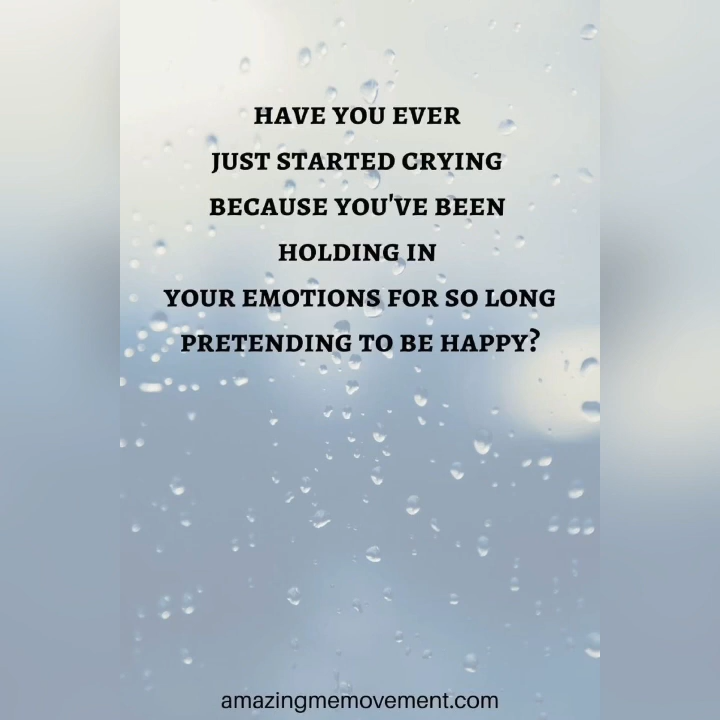 HAVE YOU EVER
JUST STARTED CRYING
BECAUSE YOU'VE BEEN
HOLDING IN
YOUR EMOTIONS FOR SO LONG
PRETENDING TO BE HAPPY?
amazingmemovement.com